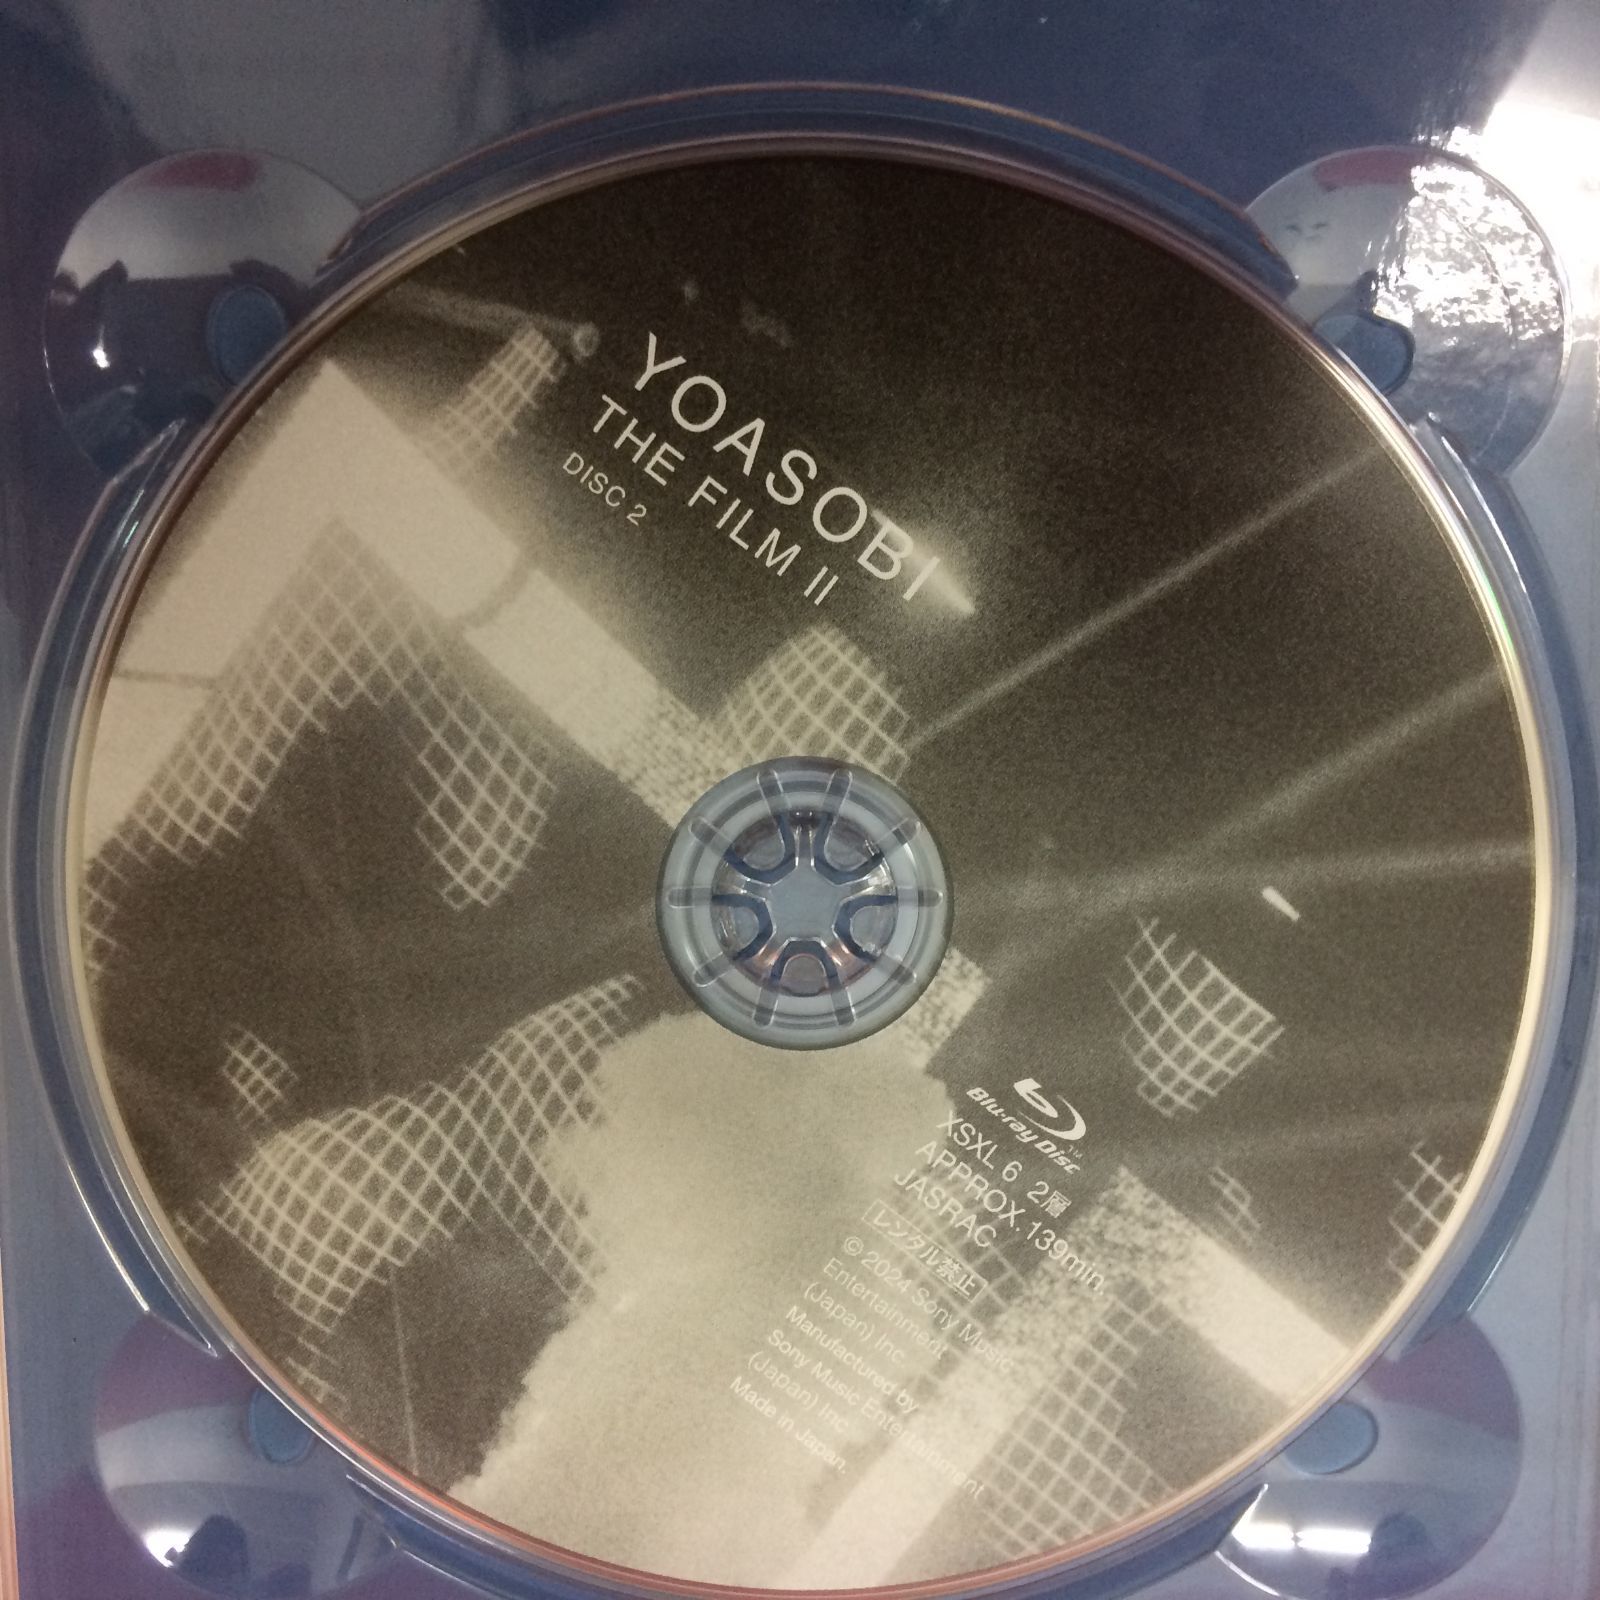 YOASOBI
THE FILM II
DISC 2
Blu-ray Disc™
XSXL 6 2層
APPROX. 139min.
JASRAC
レンタル禁止
© 2024 Sony Music
Entertainment
(Japan) Inc.
Manufactured by
Sony Music Entertainment
(Japan) Inc.
Made in Japan.